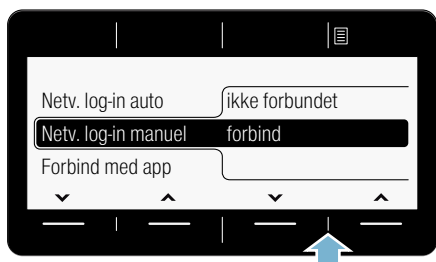 Netv. log-in auto ikke forbundet
Netv. log-in manuel forbind
Forbind med app